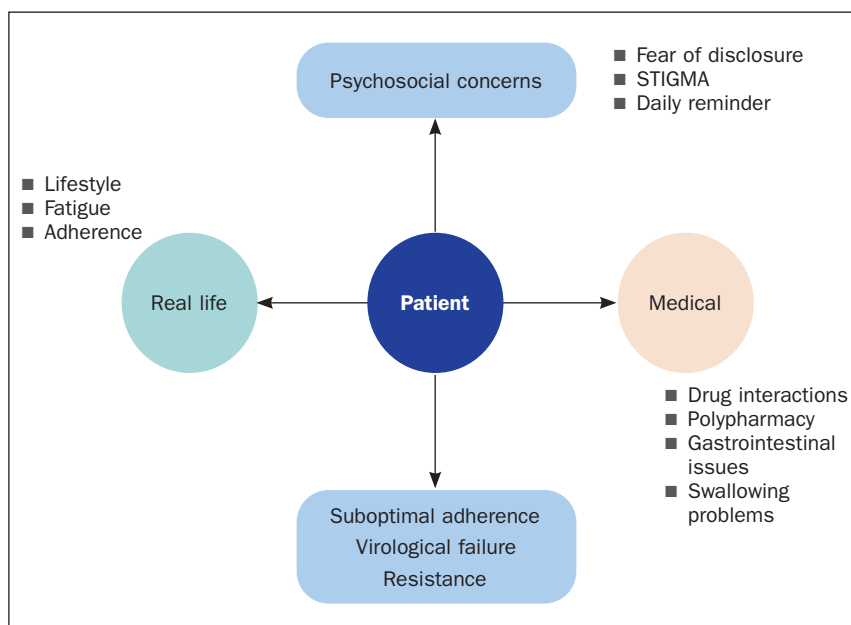 Psychosocial concerns
Fear of disclosure
STIGMA
Daily reminder
Lifestyle
Fatigue
Adherence
Real life
Patient
Medical
Drug interactions
Polypharmacy
Gastrointestinal
issues
Swallowing
problems
Suboptimal adherence
Virological failure
Resistance